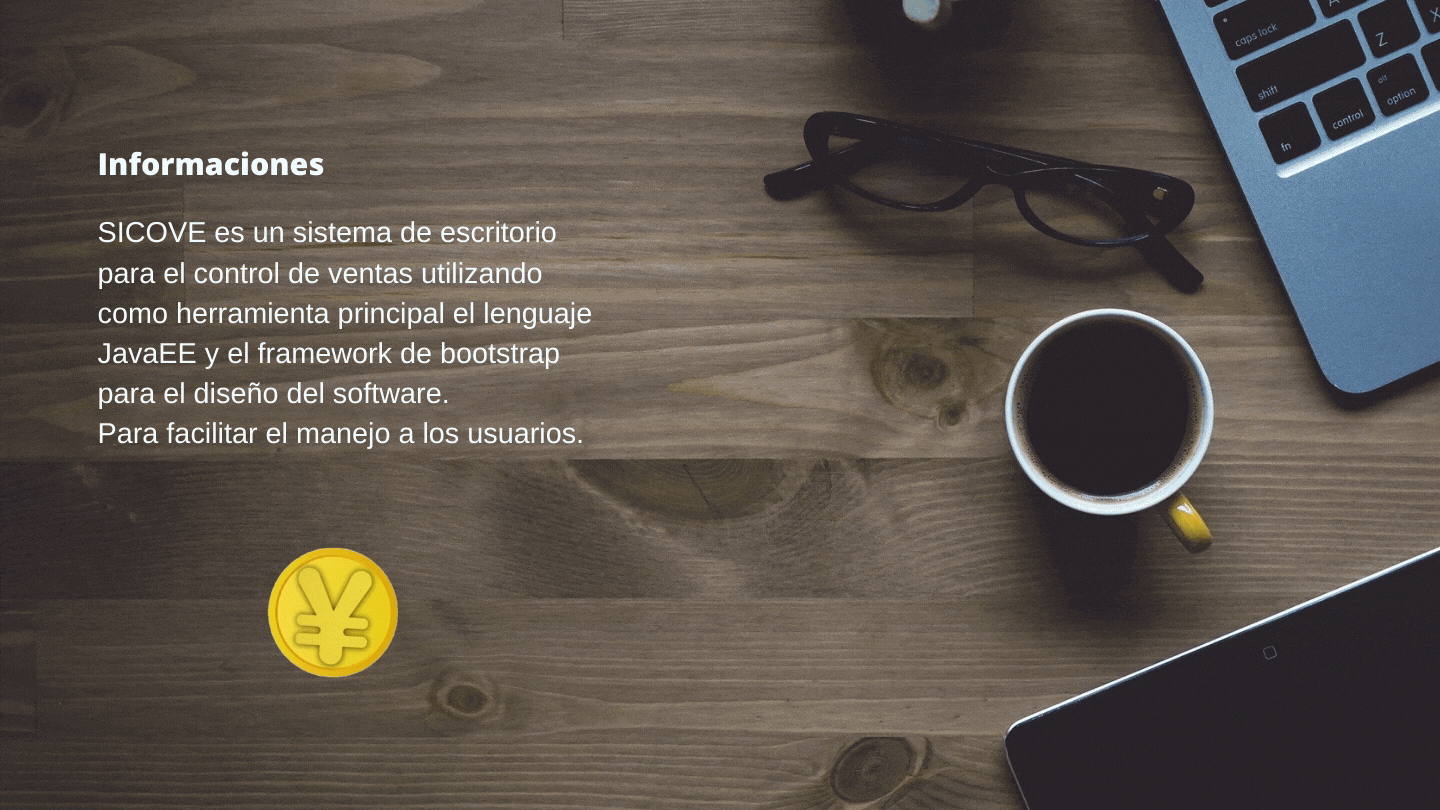 Informaciones
SICOVE es un sistema de escritorio
para el control de ventas utilizando
como herramienta principal el lenguaje
JavaEE y el framework de bootstrap
para el diseño del software.
Para facilitar el manejo a los usuarios.
caps lock
A
Z
X
shift
fn
control
alt
option
¥